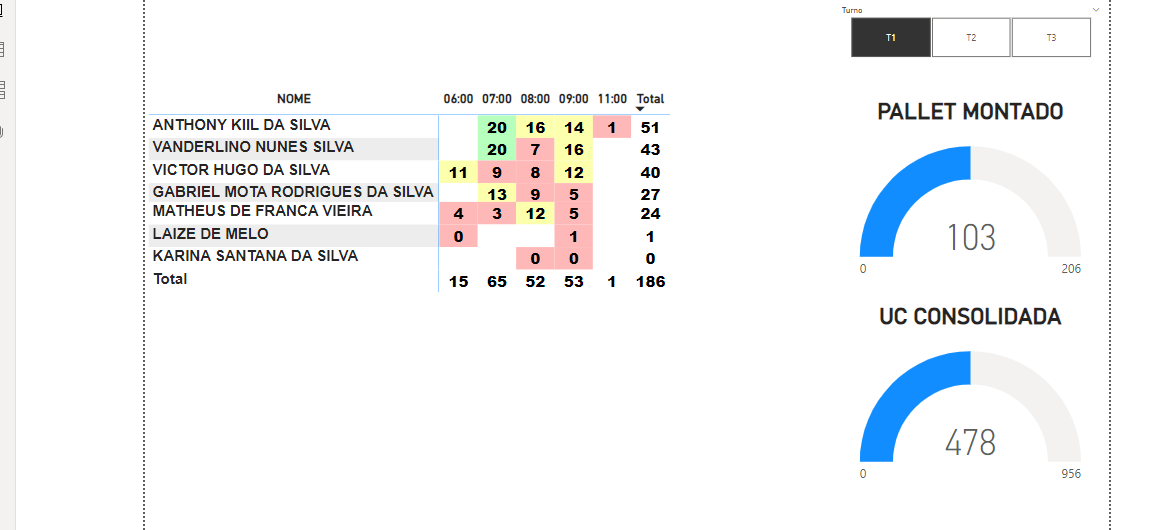 Turno
T1 T2 T3
NOME 06:00 07:00 08:00 09:00 11:00 Total
ANTHONY KIIL DA SILVA 20 16 14 1 51
VANDERLINO NUNES SILVA 20 7 16 43
VICTOR HUGO DA SILVA 11 9 8 12 40
GABRIEL MOTA RODRIGUES DA SILVA 13 9 5 27
MATHEUS DE FRANCA VIEIRA 4 3 12 5 24
LAIZE DE MELO 0 1 1
KARINA SANTANA DA SILVA 0 0 0
Total 15 65 52 53 1 186
PALLET MONTADO
103
0 206
UC CONSOLIDADA
478
0 956